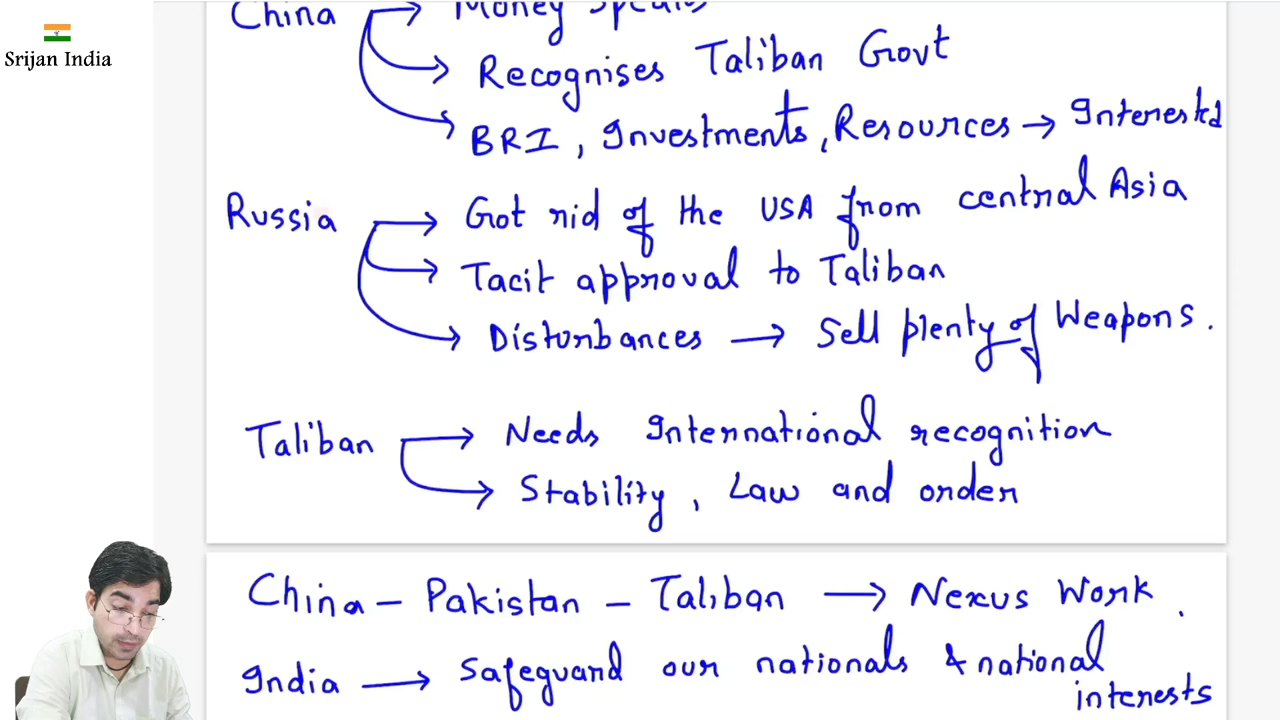 Srijan India
China → Money Speaks
→ Recognises Taliban Govt
→ BRI, Investments, Resources → Interested
Russia → Got rid of the USA from central Asia
→ Tacit approval to Taliban
→ Disturbances → Sell plenty of Weapons.
Taliban → Needs International recognition
→ Stability, Law and order
China - Pakistan - Taliban → Nexus Work.
India → Safeguard our nationals & national
interests